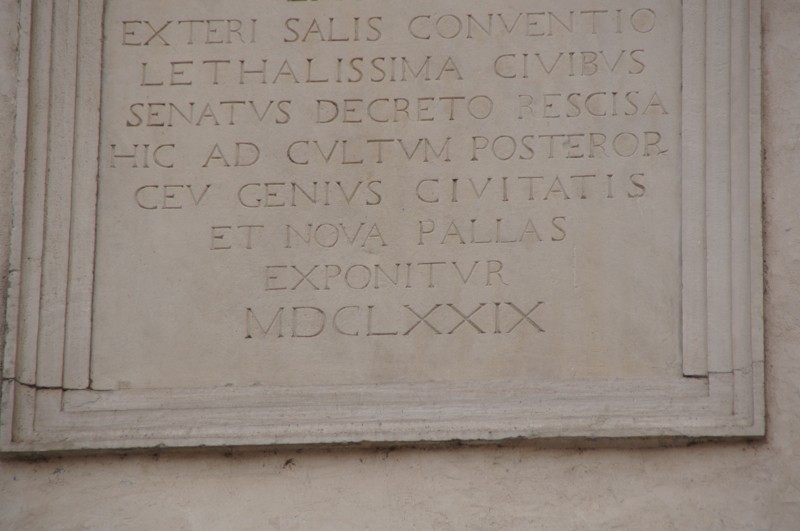 EXTERI SALIS CONVENTIO
LETHALISSIMA CIVIBVS
SENATVS DECRETO RESCISA
HIC AD CVLTVM POSTEROR
CEV GENIVS CIVITATIS
ET NOVA PALLAS
EXPONITVR
MDCLXXIX